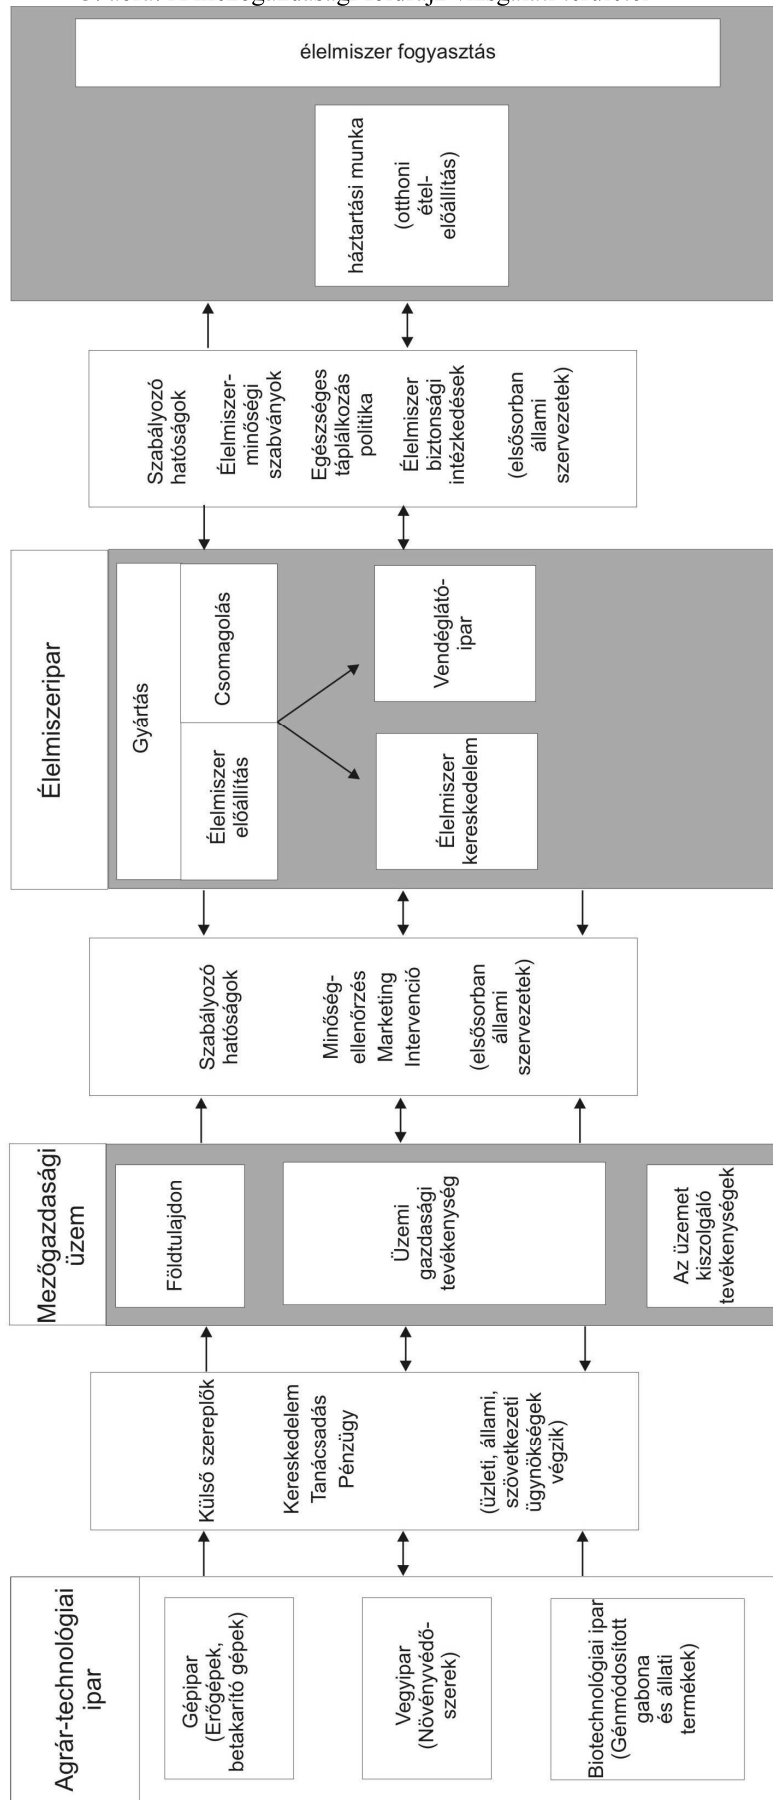 Agrár-technológiai
ipar
Gépipar
(Erőgépek,
betakarító gépek)
Vegyipar
(Növényvédő-
szerek)
Biotechnológiai ipar
(Génmódosított
gabona
és állati
termékek)
Külső szereplők
Kereskedelem
Tanácsadás
Pénzügy
(üzleti, állami,
szövetkezeti
ügynökségek
végzik)
Mezőgazdasági
üzem
Földtulajdon
Üzemi
gazdasági
tevékenység
Az üzemet
kiszolgáló
tevékenységek
Szabályozó
hatóságok
Minőség-
ellenőrzés
Marketing
Intervenció
(elsősorban
állami
szervezetek)
Élelmiszeripar
Gyártás
Élelmiszer
előállítás
Csomagolás
Élelmiszer
kereskedelem
Vendéglátó-
ipar
Szabályozó
hatóságok
Élelmiszer-
minőségi
szabványok
Egészséges
táplálkozás
politika
Élelmiszer
biztonsági
intézkedések
(elsősorban
állami
szervezetek)
háztartási munka
(otthoni
étel-
előállítás)
élelmiszer fogyasztás